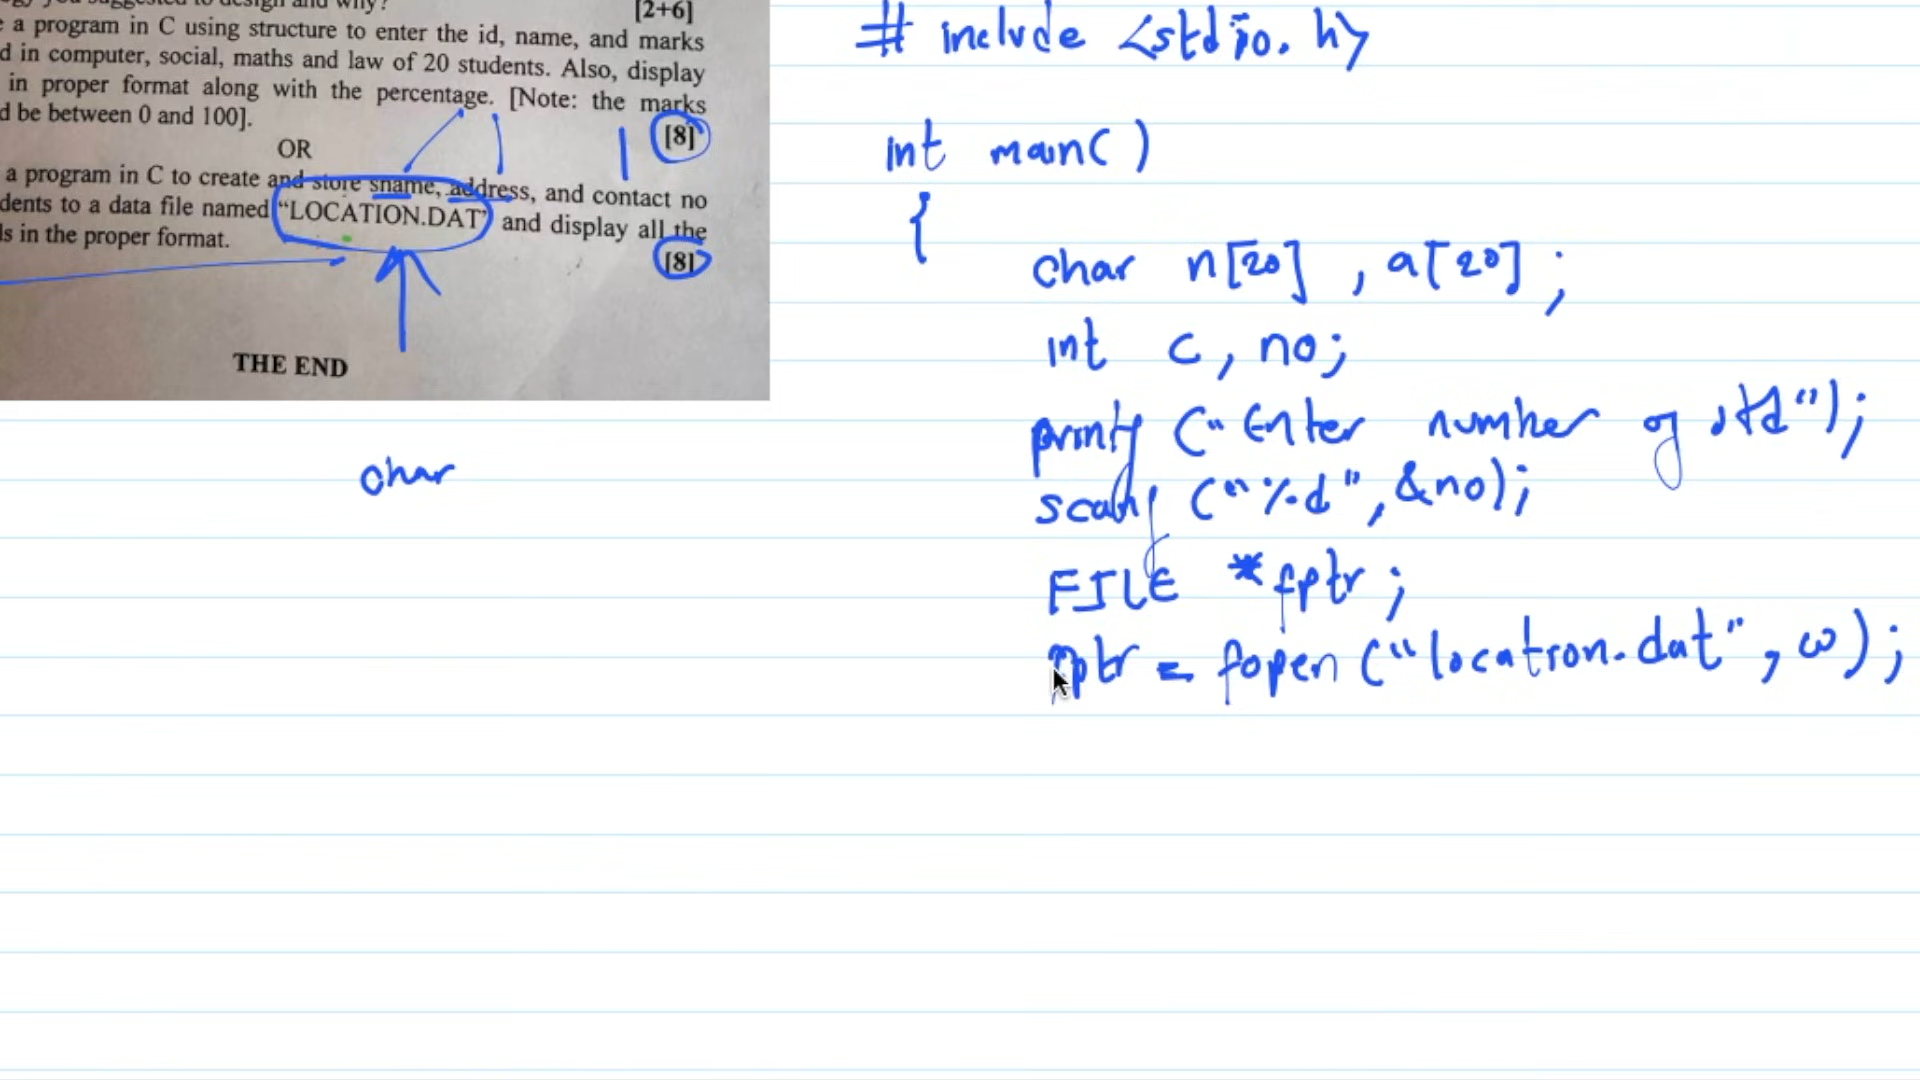 [2+6]
a program in C using structure to enter the id, name, and marks
d in computer, social, maths and law of 20 students. Also, display
in proper format along with the percentage. [Note: the marks
d be between 0 and 100].
[8]
OR
a program in C to create and store sname, address, and contact no
dents to a data file named "LOCATION.DAT" and display all the
ls in the proper format.
[8]
THE END
char
# include <stdio.h>
int main()
{
char n[20], a[20];
int c, no;
printf ("Enter number of std");
scanf ("%d", &no);
FILE *fptr;
fptr = fopen ("location.dat", w);